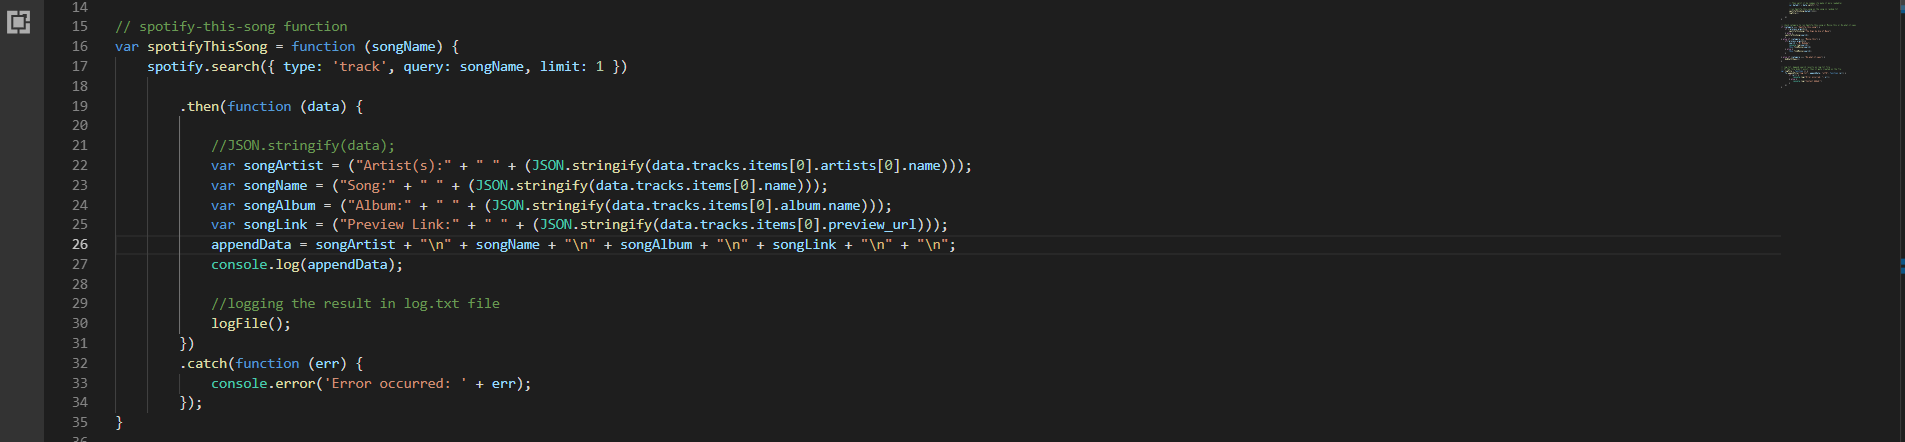 14
15 // spotify-this-song function
16 var spotifyThisSong = function (songName) {
17 spotify.search({ type: 'track', query: songName, limit: 1 })
18
19 .then(function (data) {
20
21 //JSON.stringify(data);
22 var songArtist = ("Artist(s):" + " " + (JSON.stringify(data.tracks.items[0].artists[0].name)));
23 var songName = ("Song:" + " " + (JSON.stringify(data.tracks.items[0].name)));
24 var songAlbum = ("Album:" + " " + (JSON.stringify(data.tracks.items[0].album.name)));
25 var songLink = ("Preview Link:" + " " + (JSON.stringify(data.tracks.items[0].preview_url)));
26 appendData = songArtist + "\n" + songName + "\n" + songAlbum + "\n" + songLink + "\n" + "\n";
27 console.log(appendData);
28
29 //logging the result in log.txt file
30 logFile();
31 })
32 .catch(function (err) {
33 console.error('Error occurred: ' + err);
34 });
35 }
36